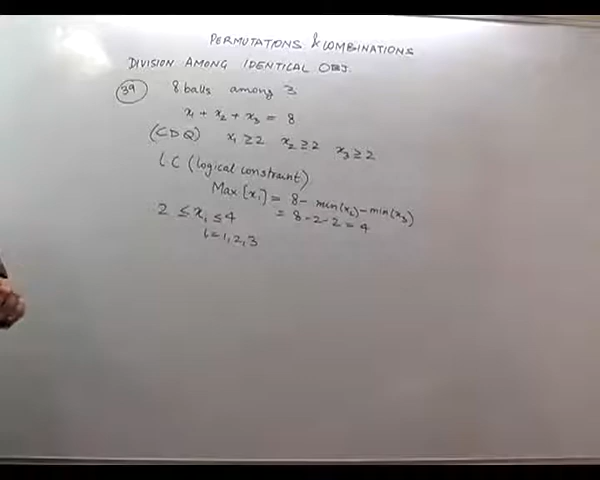 PERMUTATIONS & COMBINATIONS
DIVISION AMONG IDENTICAL OBJ.
39 8 balls among 3
x₁ + x₂ + x₃ = 8
(CDQ) x₁ ≥ 2 x₂ ≥ 2 x₃ ≥ 2
LC (logical constraint)
Max(x₁) = 8 - min(x₂) - min(x₃)
= 8 - 2 - 2 = 4
2 ≤ xᵢ ≤ 4
i = 1, 2, 3